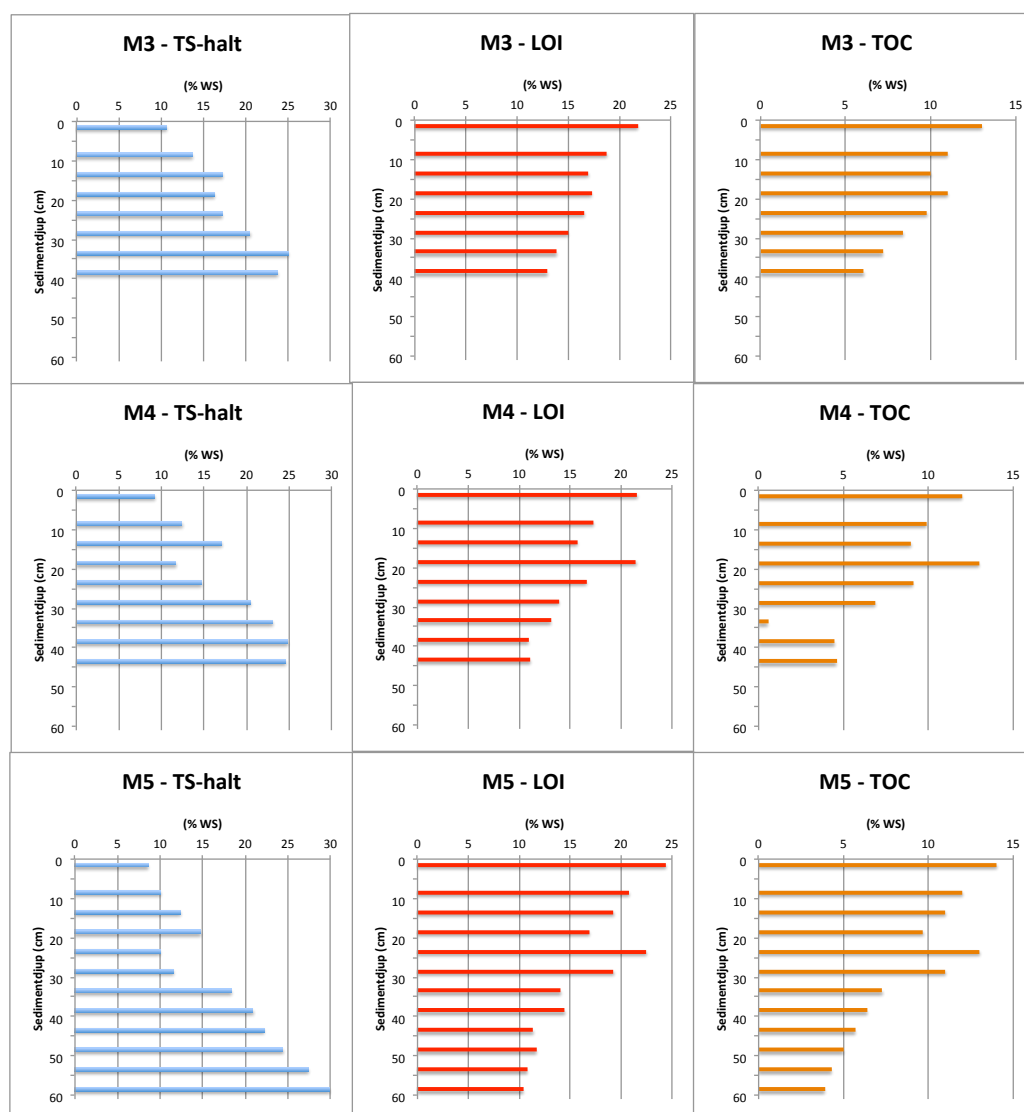 M3 - TS-halt
(% WS)
0 5 10 15 20 25 30
0
10
20
30
40
50
60
Sedimentdjup (cm)
M3 - LOI
(% WS)
0 5 10 15 20 25
0
10
20
30
40
50
60
Sedimentdjup (cm)
M3 - TOC
(% WS)
0 5 10 15
0
10
20
30
40
50
60
Sedimentdjup (cm)
M4 - TS-halt
(% WS)
0 5 10 15 20 25 30
0
10
20
30
40
50
60
Sedimentdjup (cm)
M4 - LOI
(% WS)
0 5 10 15 20 25
0
10
20
30
40
50
60
Sedimentdjup (cm)
M4 - TOC
(% WS)
0 5 10 15
0
10
20
30
40
50
60
Sedimentdjup (cm)
M5 - TS-halt
(% WS)
0 5 10 15 20 25 30
0
10
20
30
40
50
60
Sedimentdjup (cm)
M5 - LOI
(% WS)
0 5 10 15 20 25
0
10
20
30
40
50
60
Sedimentdjup (cm)
M5 - TOC
(% WS)
0 5 10 15
0
10
20
30
40
50
60
Sedimentdjup (cm)